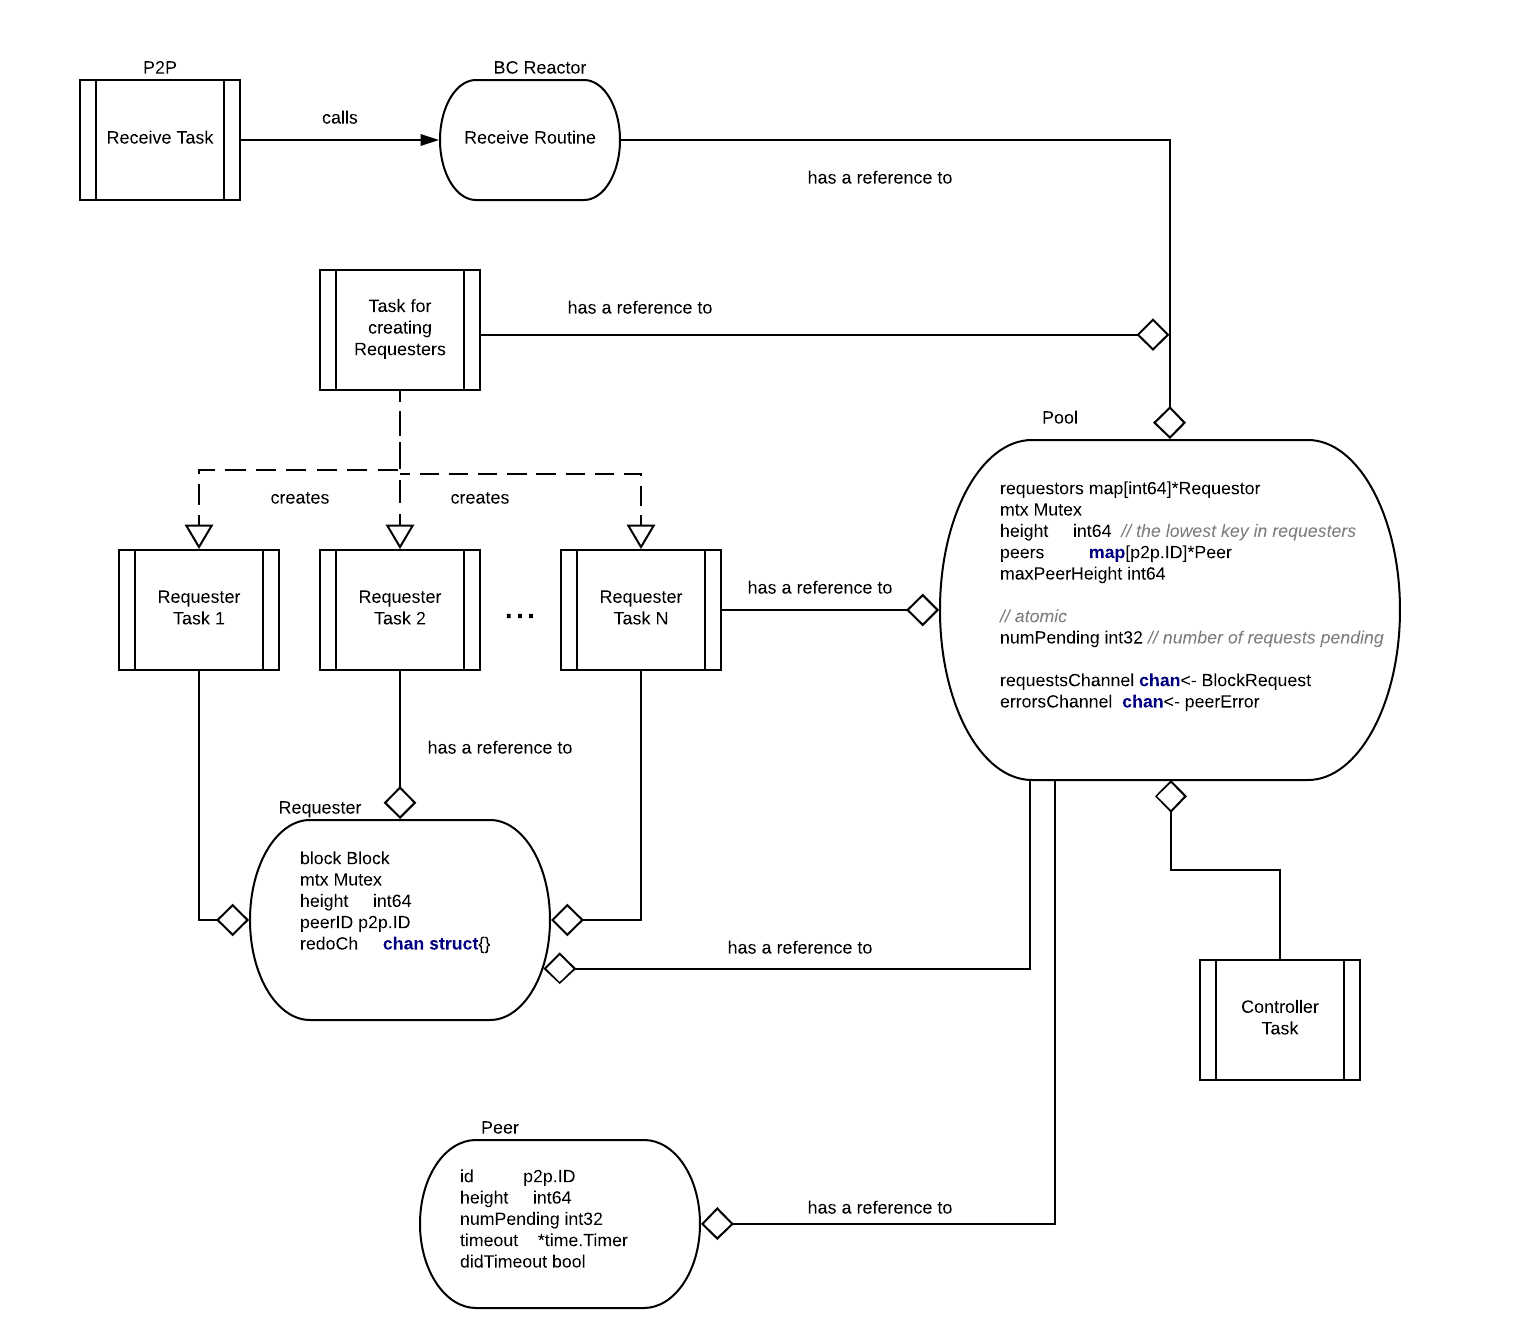 P2P
BC Reactor
Receive Task
calls
Receive Routine
has a reference to
Task for
creating
Requesters
has a reference to
Pool
creates
creates
requestors map[int64]*Requestor
mtx Mutex
height int64 // the lowest key in requesters
peers map[p2p.ID]*Peer
maxPeerHeight int64
// atomic
numPending int32 // number of requests pending
requestsChannel chan<- BlockRequest
errorsChannel chan<- peerError
Requester
Task 1
Requester
Task 2
...
Requester
Task N
has a reference to
has a reference to
Requester
block Block
mtx Mutex
height int64
peerID p2p.ID
redoCh chan struct{}
has a reference to
Controller
Task
Peer
id p2p.ID
height int64
numPending int32
timeout *time.Timer
didTimeout bool
has a reference to